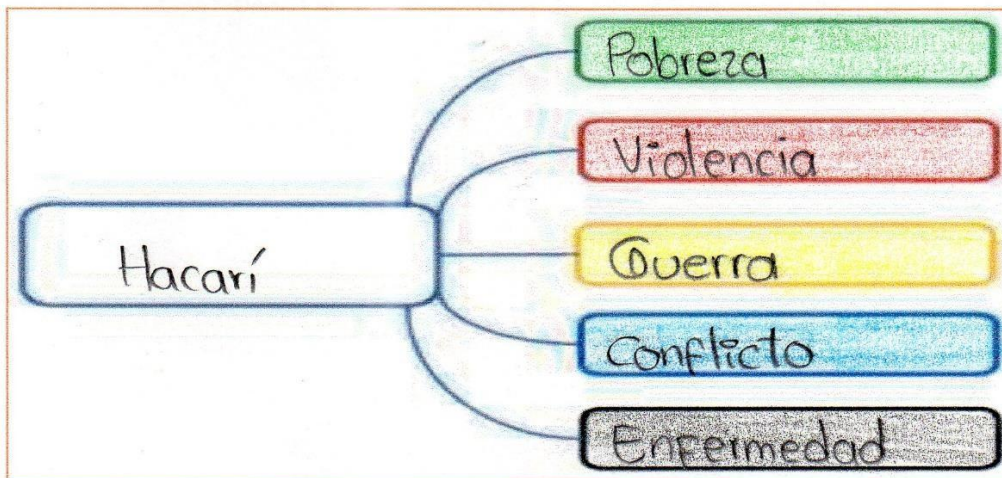 Hacarí
Pobreza
Violencia
Guerra
Conflicto
Enfermedad